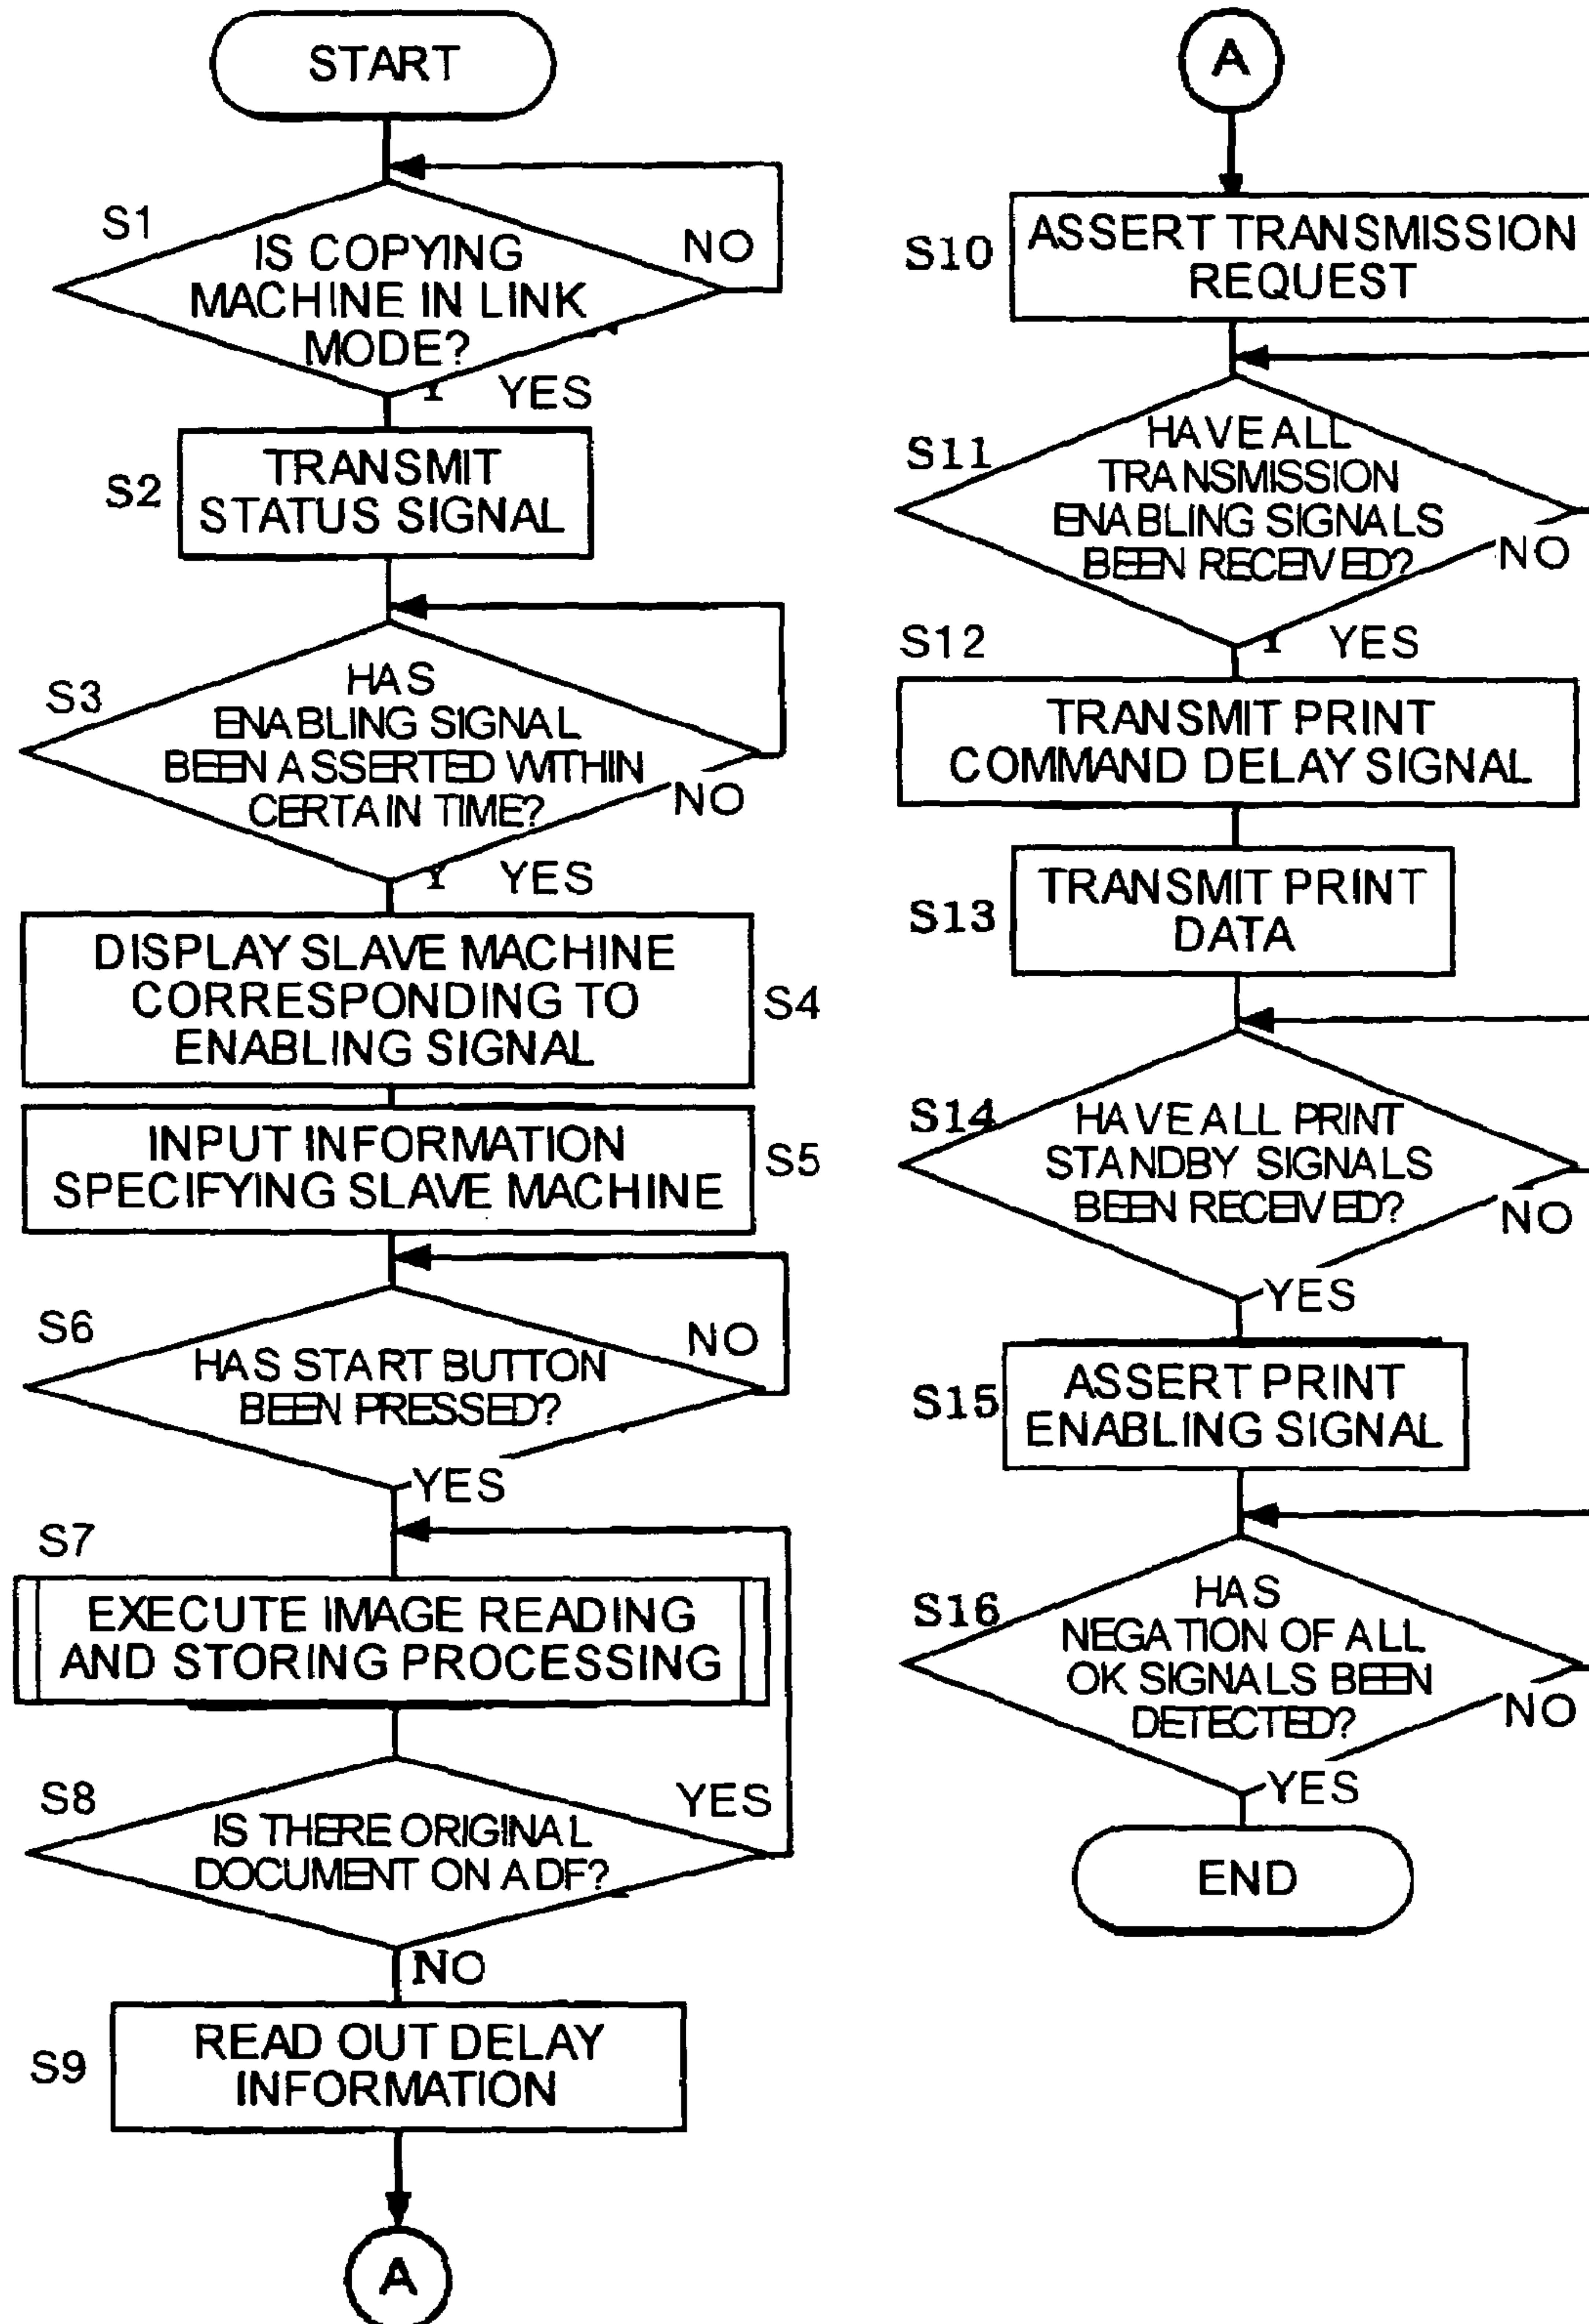 START
S1
IS COPYING
MACHINE IN LINK
MODE?
NO
Y YES
S2
TRANSMIT
STATUS SIGNAL
S3
HAS
ENABLING SIGNAL
BEEN ASSERTED WITHIN
CERTAIN TIME?
NO
Y YES
DISPLAY SLAVE MACHINE
CORRESPONDING TO
ENABLING SIGNAL
S4
INPUT INFORMATION
SPECIFYING SLAVE MACHINE
S5
S6
HAS START BUTTON
BEEN PRESSED?
NO
YES
S7
EXECUTE IMAGE READING
AND STORING PROCESSING
S8
IS THERE ORIGINAL
DOCUMENT ON ADF?
YES
NO
S9
READ OUT DELAY
INFORMATION
A
A
S10
ASSERT TRANSMISSION
REQUEST
S11
HAVE ALL
TRANSMISSION
ENABLING SIGNALS
BEEN RECEIVED?
NO
Y YES
S12
TRANSMIT PRINT
COMMAND DELAY SIGNAL
S13
TRANSMIT PRINT
DATA
S14
HAVE ALL PRINT
STANDBY SIGNALS
BEEN RECEIVED?
NO
YES
S15
ASSERT PRINT
ENABLING SIGNAL
S16
HAS
NEGATION OF ALL
OK SIGNALS BEEN
DETECTED?
NO
YES
END